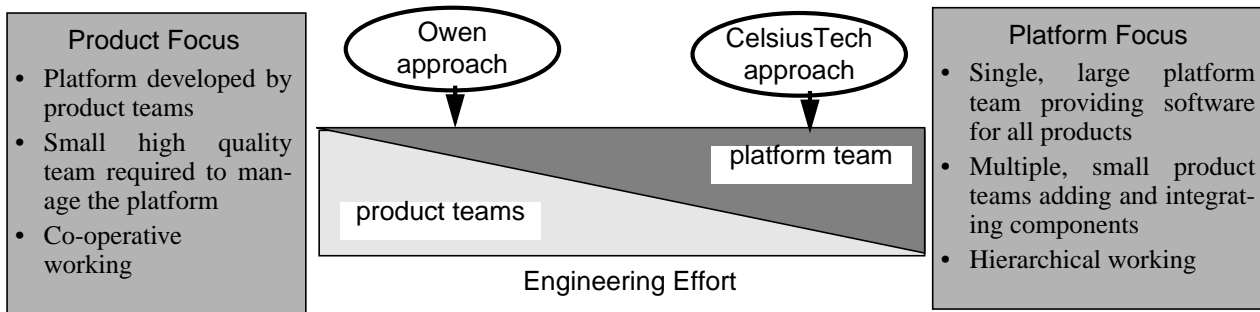 Product Focus
• Platform developed by
product teams
• Small high quality
team required to man-
age the platform
• Co-operative
working
Owen
approach
CelsiusTech
approach
platform team
product teams
Engineering Effort
Platform Focus
• Single, large platform
team providing software
for all products
• Multiple, small product
teams adding and integrat-
ing components
• Hierarchical working